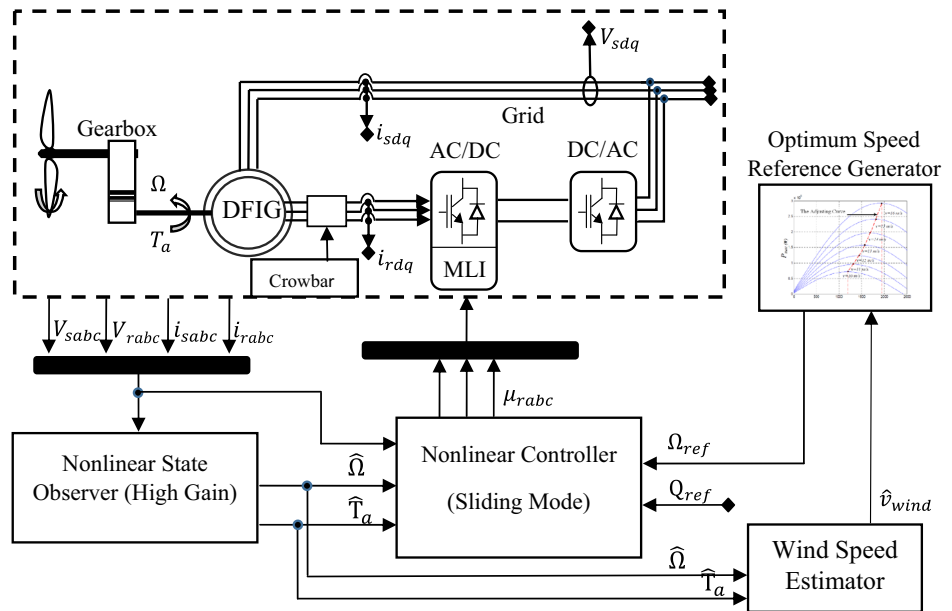 V_sdq
Grid
i_sdq
Gearbox
AC/DC
DC/AC
Optimum Speed
Reference Generator
Ω
DFIG
T_a
i_rdq
MLI
Crowbar
The Adjusting Curve
V_sabc V_rabc i_sabc i_rabc
μ_rabc
Nonlinear State
Observer (High Gain)
Ω̂
T̂_a
Nonlinear Controller
(Sliding Mode)
Ω_ref
Q_ref
v̂_wind
Ω̂
T̂_a
Wind Speed
Estimator